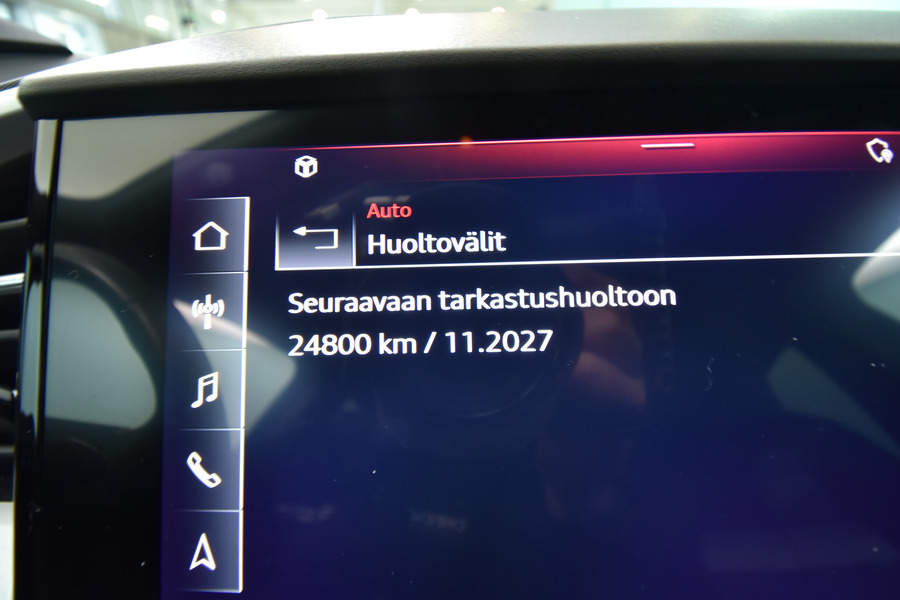 Auto
Huoltovälit
Seuraavaan tarkastushuoltoon
24800 km / 11.2027